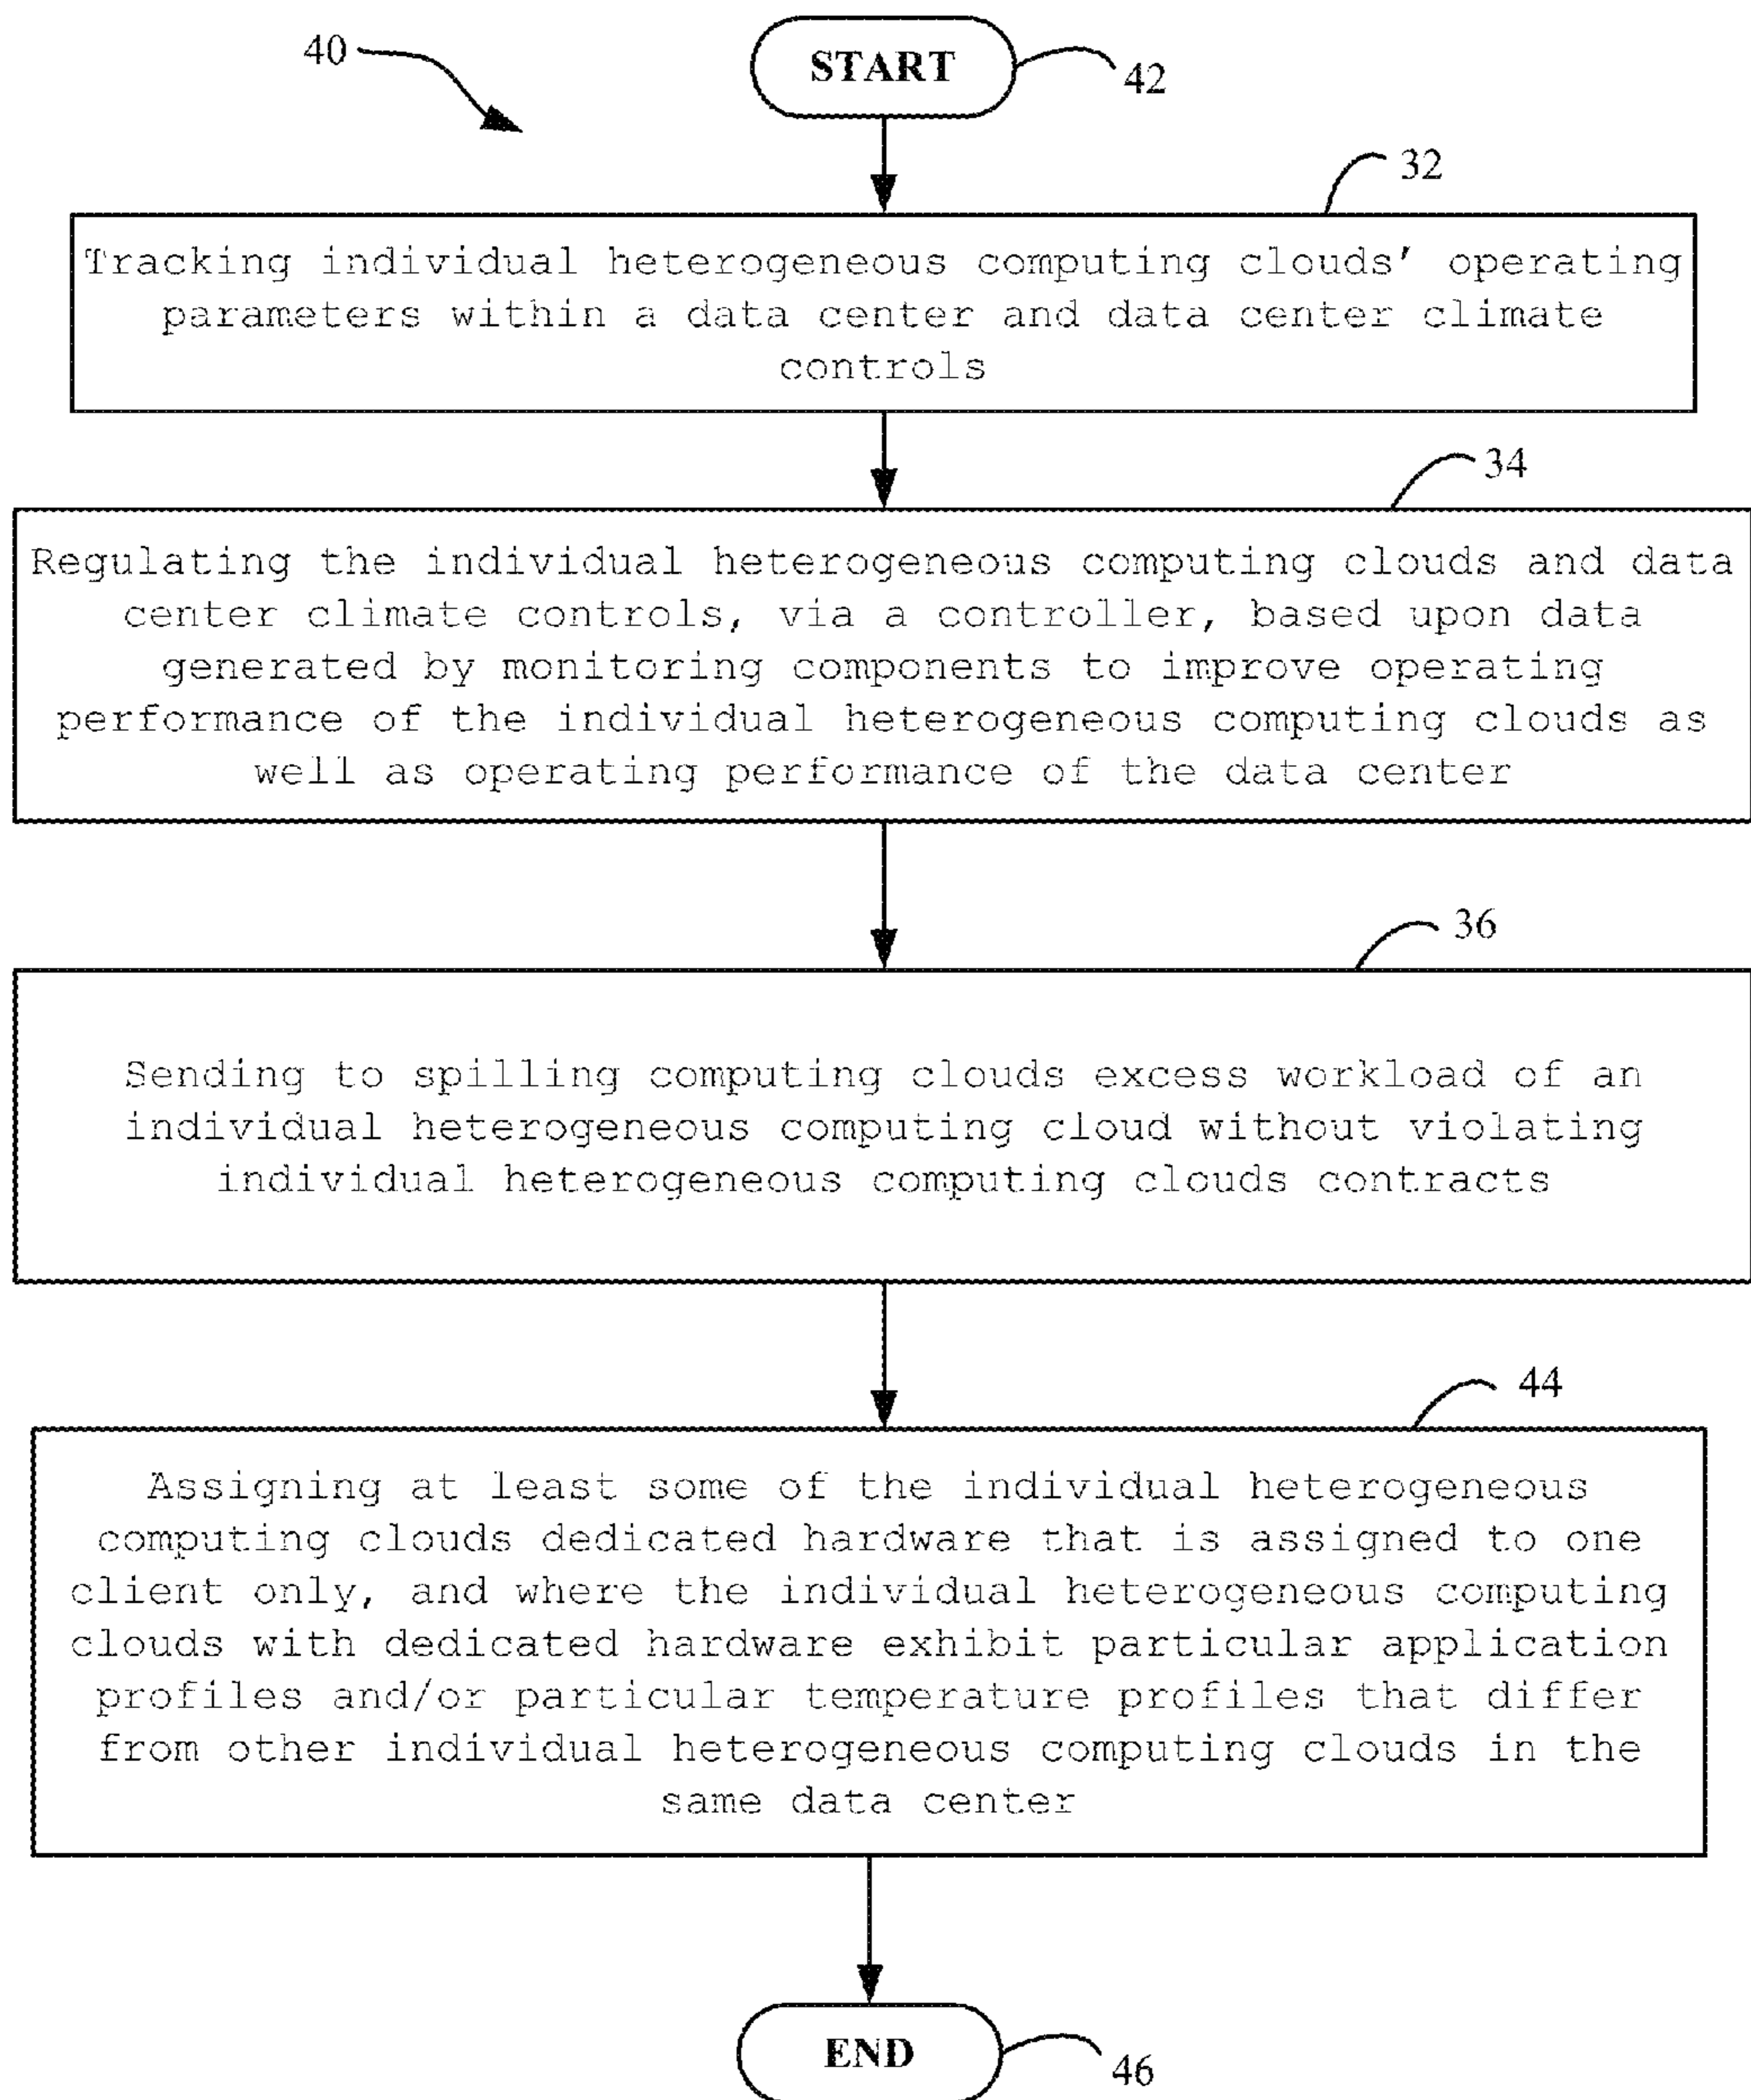 40
START
42
32
Tracking individual heterogeneous computing clouds' operating
parameters within a data center and data center climate
controls
34
Regulating the individual heterogeneous computing clouds and data
center climate controls, via a controller, based upon data
generated by monitoring components to improve operating
performance of the individual heterogeneous computing clouds as
well as operating performance of the data center
36
Sending to spilling computing clouds excess workload of an
individual heterogeneous computing cloud without violating
individual heterogeneous computing clouds contracts
44
Assigning at least some of the individual heterogeneous
computing clouds dedicated hardware that is assigned to one
client only, and where the individual heterogeneous computing
clouds with dedicated hardware exhibit particular application
profiles and/or particular temperature profiles that differ
from other individual heterogeneous computing clouds in the
same data center
END
46